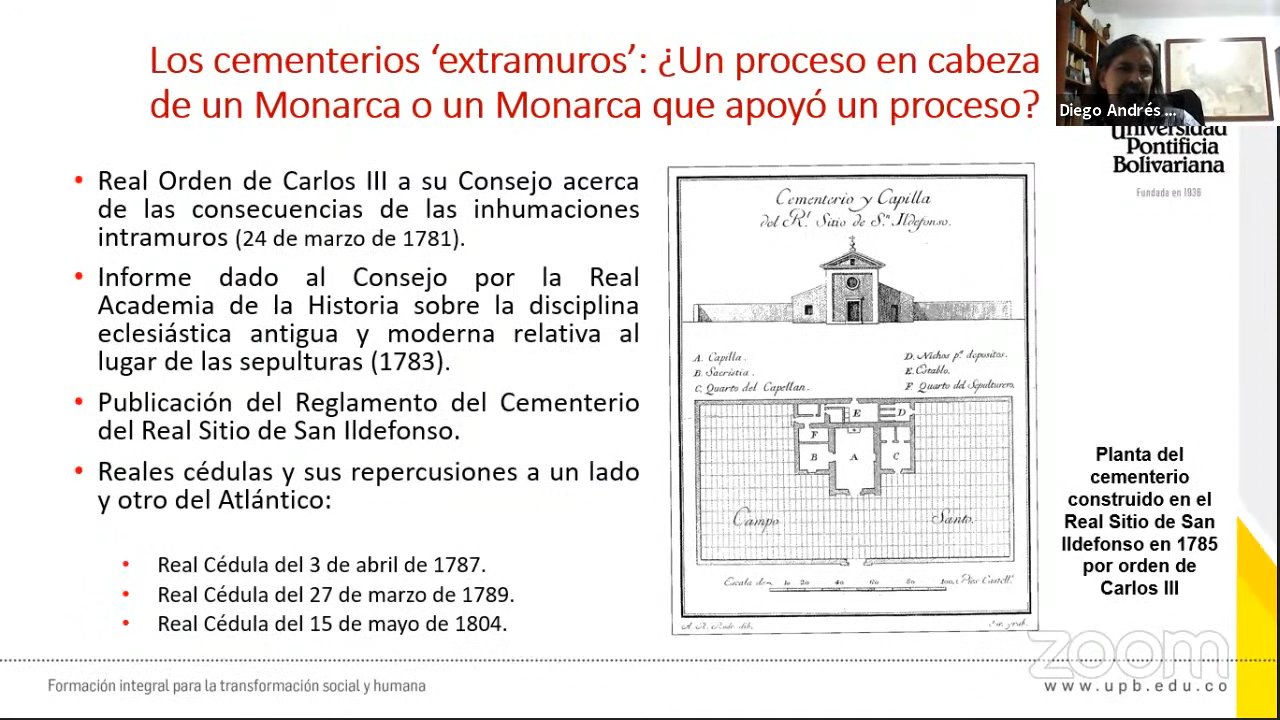 Los cementerios ‘extramuros’: ¿Un proceso en cabeza
de un Monarca o un Monarca que apoyó un proceso?
Diego Andrés ...
Universidad
Pontificia
Bolivariana
Fundada en 1936
• Real Orden de Carlos III a su Consejo acerca
de las consecuencias de las inhumaciones
intramuros (24 de marzo de 1781).
• Informe dado al Consejo por la Real
Academia de la Historia sobre la disciplina
eclesiástica antigua y moderna relativa al
lugar de las sepulturas (1783).
• Publicación del Reglamento del Cementerio
del Real Sitio de San Ildefonso.
• Reales cédulas y sus repercusiones a un lado
y otro del Atlántico:
• Real Cédula del 3 de abril de 1787.
• Real Cédula del 27 de marzo de 1789.
• Real Cédula del 15 de mayo de 1804.
Cementerio y Capilla
del Rl. Sitio de Sn. Ildefonso.
A. Capilla.
B. Sacristia.
C. Quarto del Capellan.
D. Nichos pa. depositos.
E. Establo.
F Quarto del Sepulturero.
E
D
F
B
A
C
Campo
Santo.
Escala de
Planta del
cementerio
construido en el
Real Sitio de San
Ildefonso en 1785
por orden de
Carlos III
zoom
Formación integral para la transformación social y humana
www.upb.edu.co